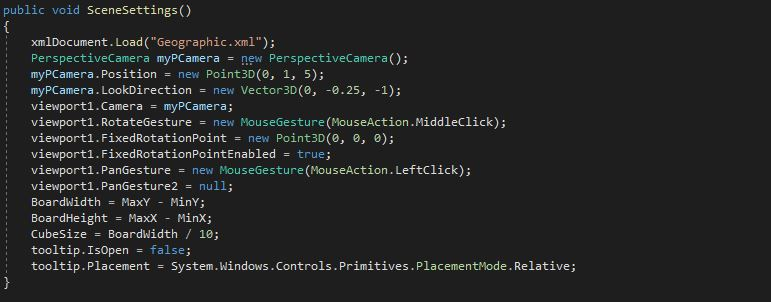 public void SceneSettings()
{
xmlDocument.Load("Geographic.xml");
PerspectiveCamera myPCamera = new PerspectiveCamera();
myPCamera.Position = new Point3D(0, 1, 5);
myPCamera.LookDirection = new Vector3D(0, -0.25, -1);
viewport1.Camera = myPCamera;
viewport1.RotateGesture = new MouseGesture(MouseAction.MiddleClick);
viewport1.FixedRotationPoint = new Point3D(0, 0, 0);
viewport1.FixedRotationPointEnabled = true;
viewport1.PanGesture = new MouseGesture(MouseAction.LeftClick);
viewport1.PanGesture2 = null;
BoardWidth = MaxY - MinY;
BoardHeight = MaxX - MinX;
CubeSize = BoardWidth / 10;
tooltip.IsOpen = false;
tooltip.Placement = System.Windows.Controls.Primitives.PlacementMode.Relative;
}